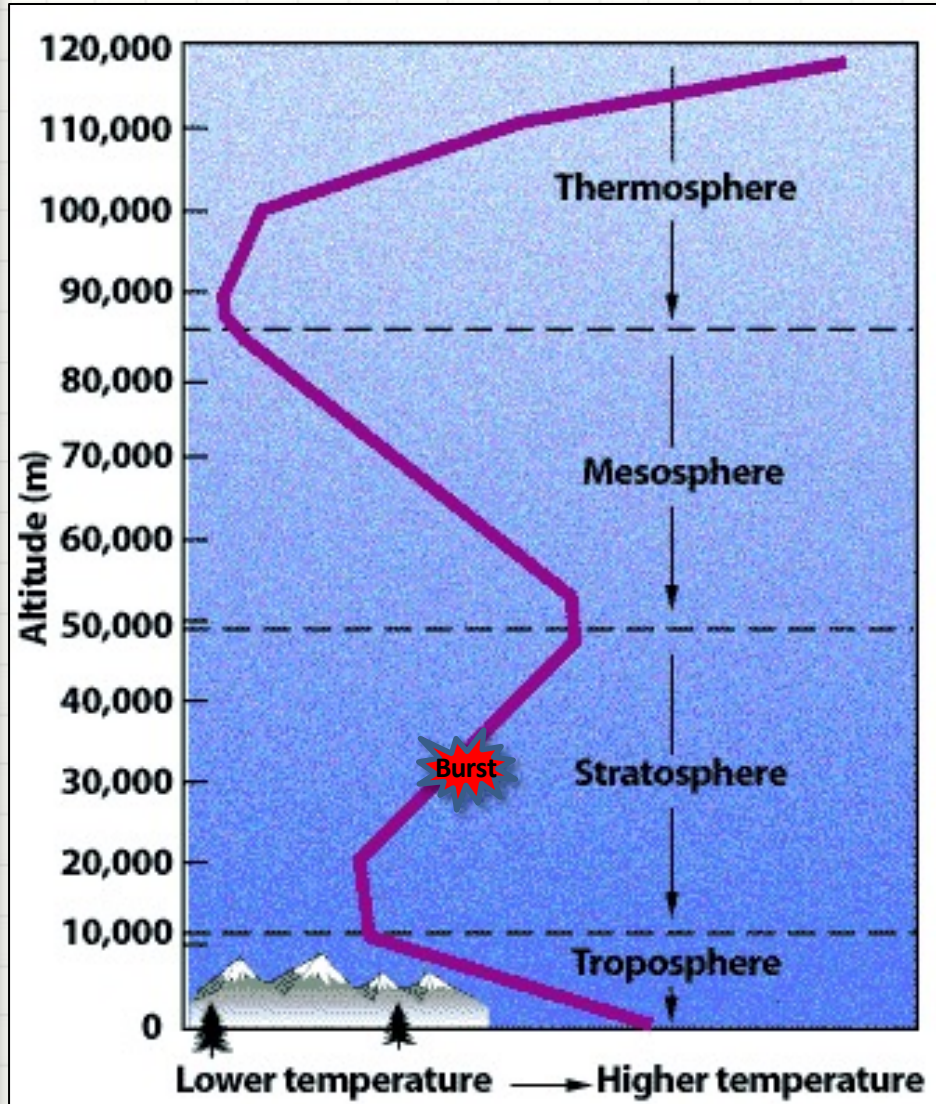 120,000
110,000
100,000
Thermosphere
90,000
80,000
Mesosphere
70,000
60,000
Altitude (m)
50,000
40,000
Burst
Stratosphere
30,000
20,000
10,000
Troposphere
0
Lower temperature Higher temperature